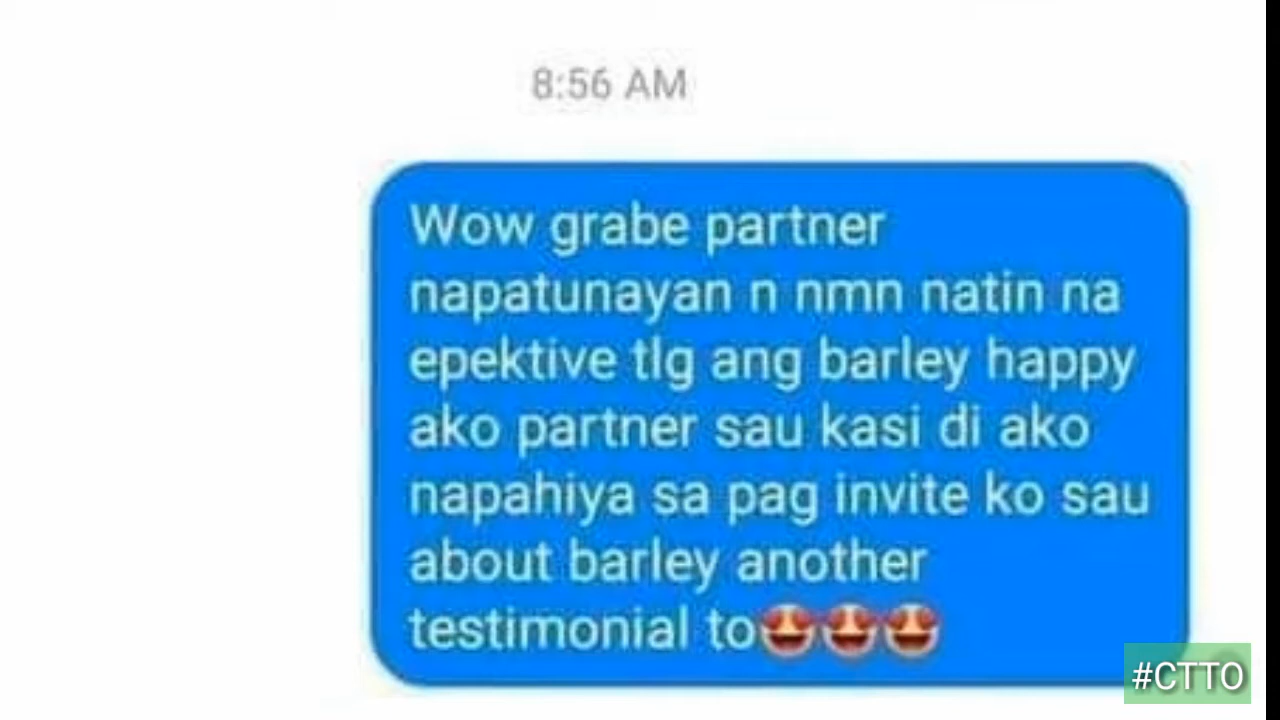 8:56 AM
Wow grabe partner
napatunayan n nmn natin na
epektive tlg ang barley happy
ako partner sau kasi di ako
napahiya sa pag invite ko sau
about barley another
testimonial to😍😍😍
#CTTO